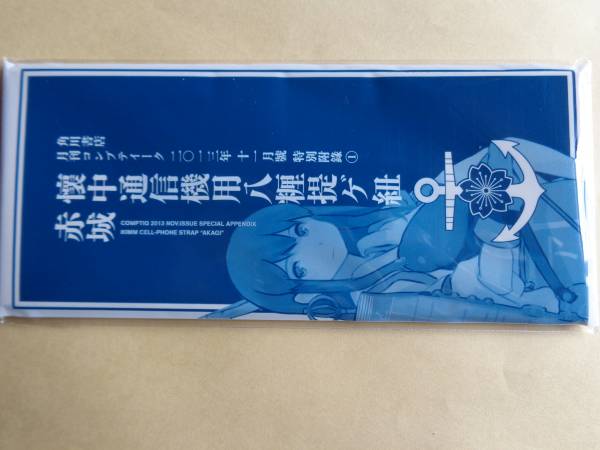 角川書店
月刊コンプティーク 二〇一三年 十一月號 特別附録①
懐中通信機用八糎提ゲ紐
赤城
COMPTIQ 2013 NOV.ISSUE SPECIAL APPENDIX
80MM CELL-PHONE STRAP "AKAGI"